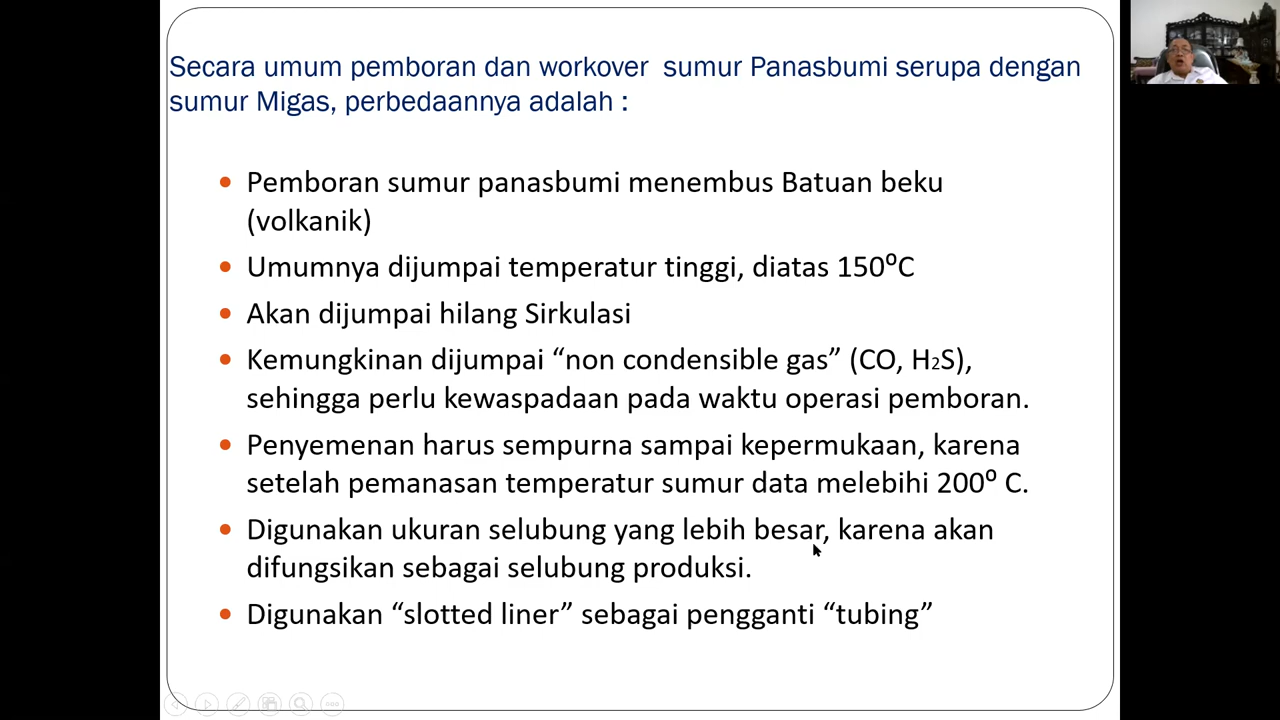 Secara umum pemboran dan workover sumur Panasbumi serupa dengan
sumur Migas, perbedaannya adalah :
• Pemboran sumur panasbumi menembus Batuan beku
(volkanik)
• Umumnya dijumpai temperatur tinggi, diatas 150⁰C
• Akan dijumpai hilang Sirkulasi
• Kemungkinan dijumpai “non condensible gas” (CO, H2S),
sehingga perlu kewaspadaan pada waktu operasi pemboran.
• Penyemenan harus sempurna sampai kepermukaan, karena
setelah pemanasan temperatur sumur data melebihi 200⁰ C.
• Digunakan ukuran selubung yang lebih besar, karena akan
difungsikan sebagai selubung produksi.
• Digunakan “slotted liner” sebagai pengganti “tubing”